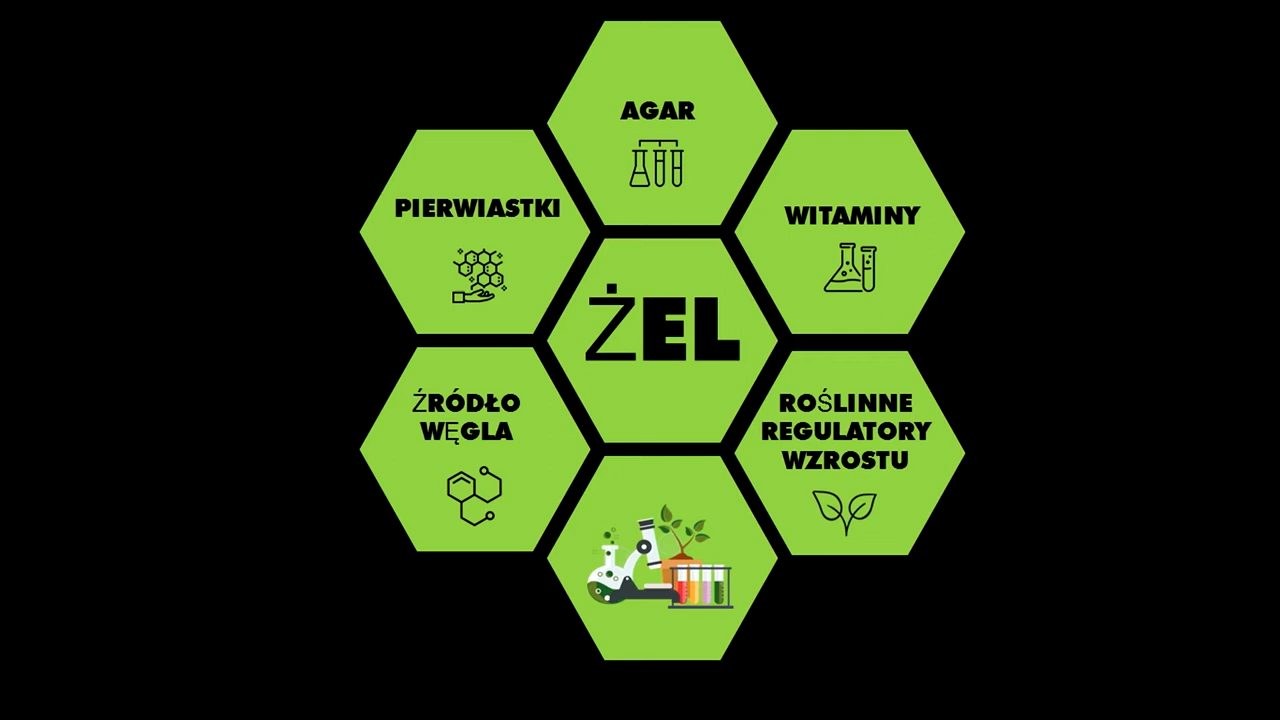 AGAR
PIERWIASTKI
WITAMINY
ŻEL
ŹRÓDŁO
WĘGLA
ROŚLINNE
REGULATORY
WZROSTU